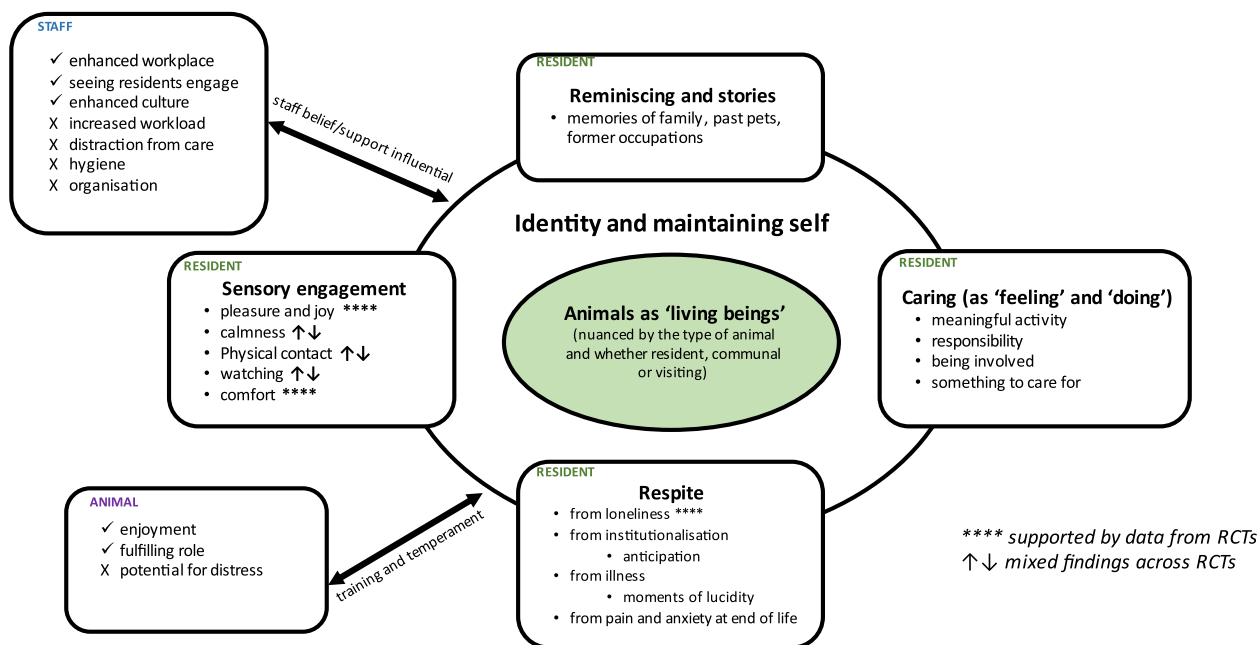 STAFF
✓ enhanced workplace
✓ seeing residents engage
✓ enhanced culture
X increased workload
X distraction from care
X hygiene
X organisation
staff belief/support influential
RESIDENT
Reminiscing and stories
• memories of family, past pets,
former occupations
Identity and maintaining self
RESIDENT
Sensory engagement
• pleasure and joy ****
• calmness ↑↓
• Physical contact ↑↓
• watching ↑↓
• comfort ****
Animals as ‘living beings’
(nuanced by the type of animal
and whether resident, communal
or visiting)
RESIDENT
Caring (as ‘feeling’ and ‘doing’)
• meaningful activity
• responsibility
• being involved
• something to care for
ANIMAL
✓ enjoyment
✓ fulfilling role
X potential for distress
training and temperament
RESIDENT
Respite
• from loneliness ****
• from institutionalisation
• anticipation
• from illness
• moments of lucidity
• from pain and anxiety at end of life
**** supported by data from RCTs
↑↓ mixed findings across RCTs